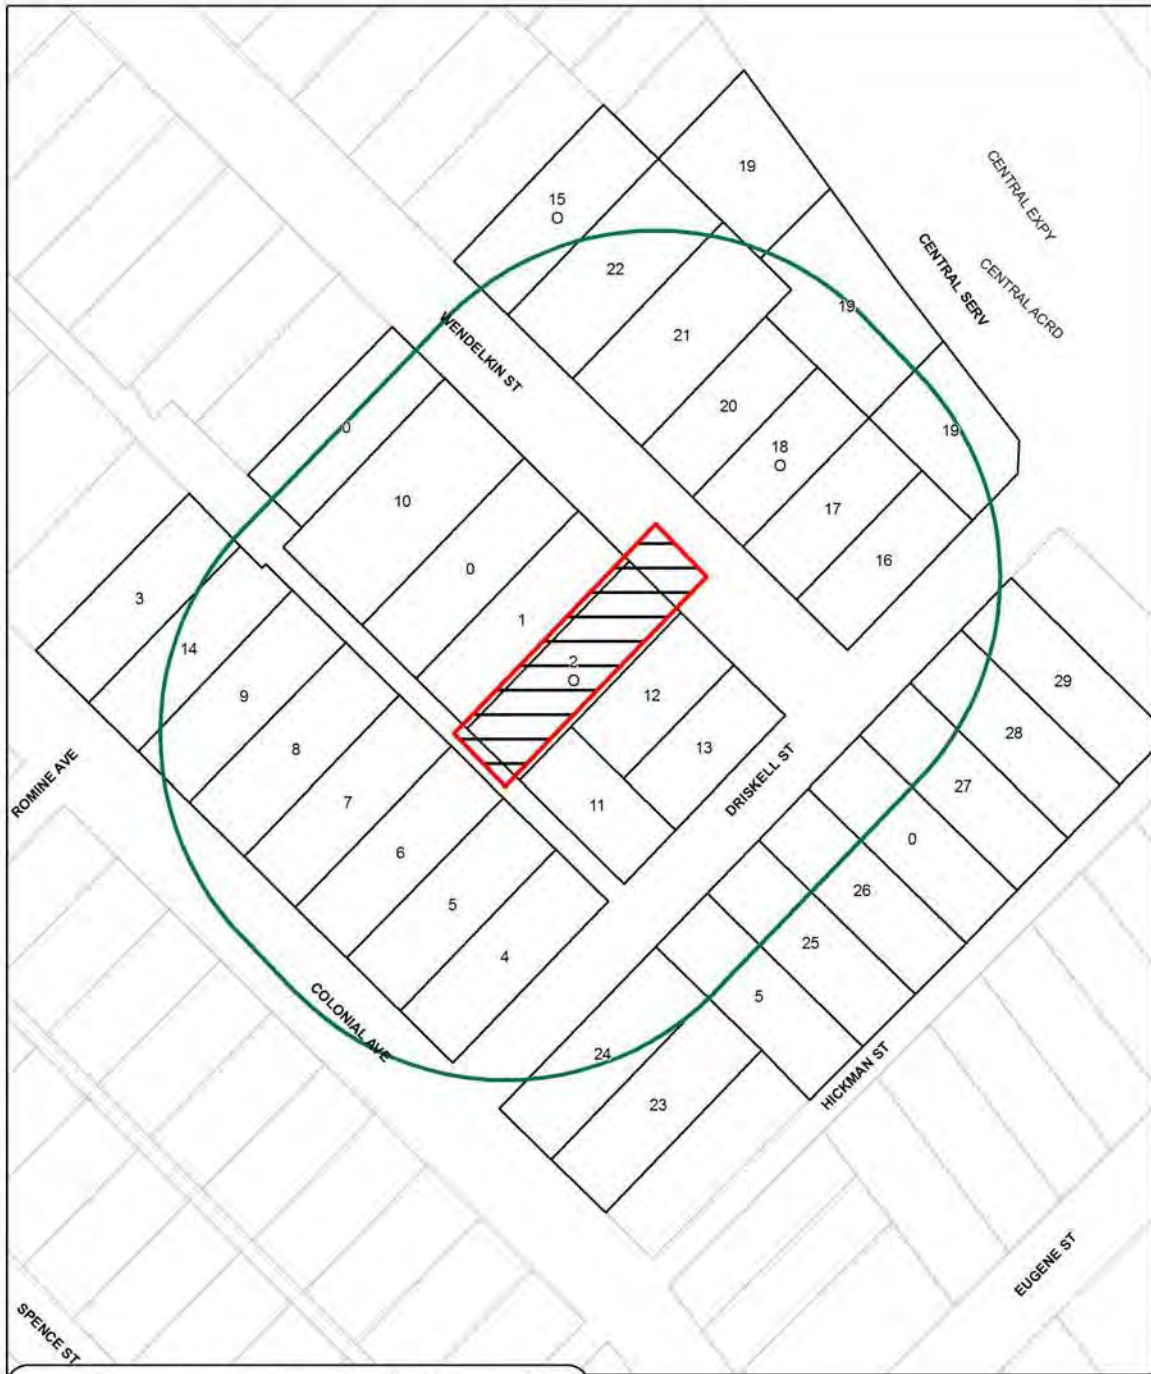 CENTRAL EXPY
19
15
O
CENTRAL SERV
CENTRAL ACRD
22
19
WENDELKIN ST
21
20
0
19
18
O
10
17
16
0
3
1
14
2
O
29
9
12
28
8
13
ROMINE AVE
DRISKELL ST
27
7
11
0
6
26
5
25
4
5
COLONIAL AVE
24
HICKMAN ST
23
EUGENE ST
SPENCE ST